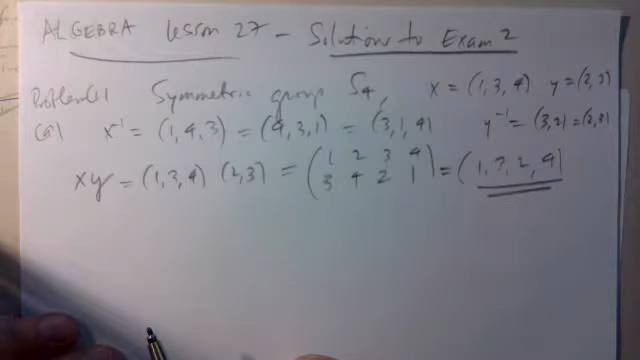 ALGEBRA Lesson 27 - Solutions to Exam 2
Problem 1 Symmetric group S4, x = (1,3,4) y = (2,3)
(a) x⁻¹ = (1,4,3) = (4,3,1) = (3,1,4) y⁻¹ = (3,2) = (2,3)
xy = (1,3,4) (2,3) = (1 2 3 4
3 4 2 1) = (1,3,2,4)